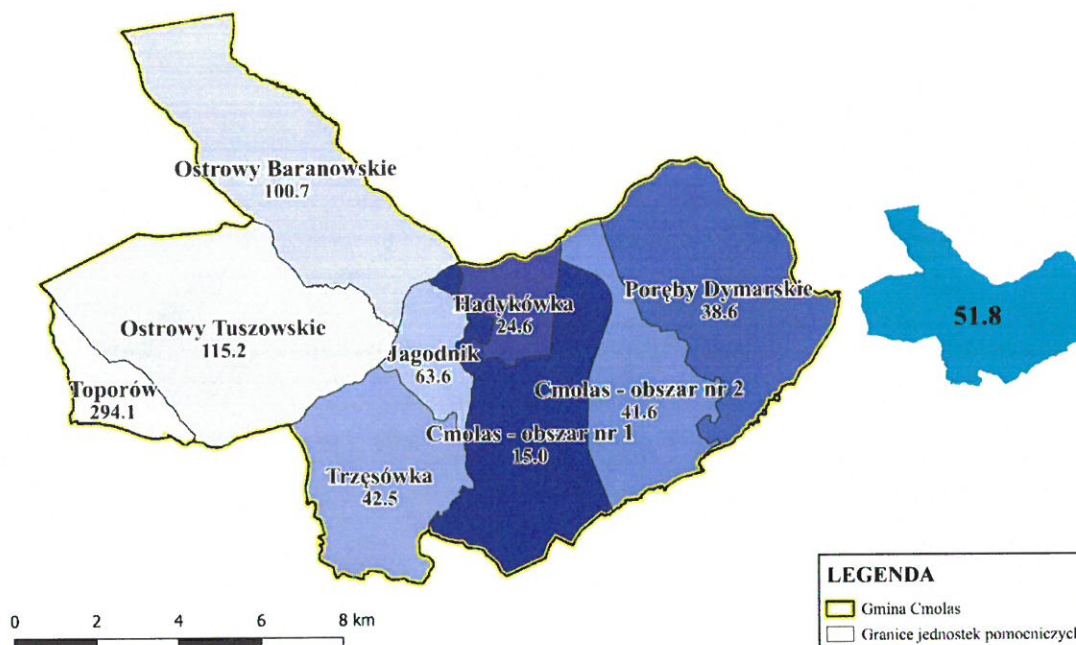 Ostrowy Baranowskie
100.7
Hadykówka
24.6
Poręby Dymarskie
38.6
51.8
Ostrowy Tuszowskie
115.2
Jagodnik
63.6
Toporów
294.1
Cmolas - obszar nr 2
41.6
Cmolas - obszar nr 1
15.0
Trzęsówka
42.5
LEGENDA
Gmina Cmolas
Granice jednostek pomocniczych
0 2 4 6 8 km